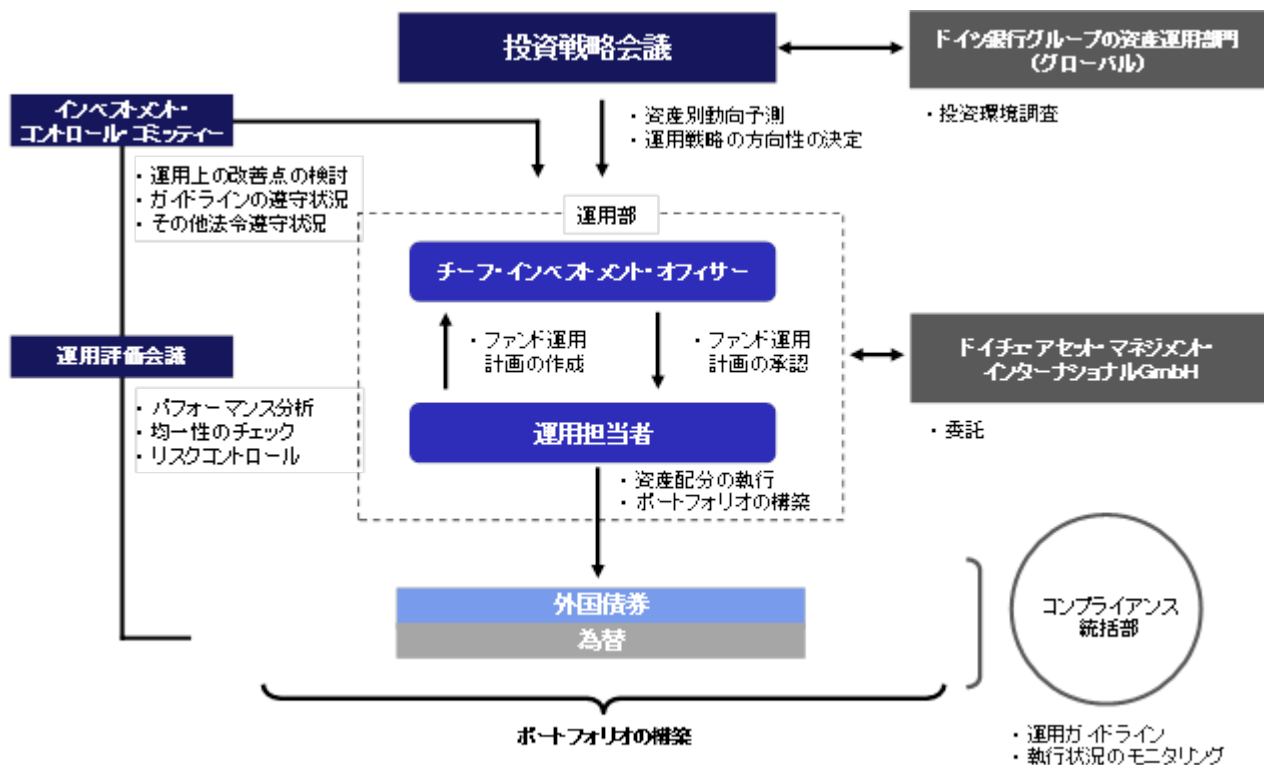 投資戦略会議
ドイツ銀行グループの資産運用部門
(グローバル)
・投資環境調査
・資産別動向予測
・運用戦略の方向性の決定
インベストメント・
コントロール・コミッティー
・運用上の改善点の検討
・ガイドラインの遵守状況
・その他法令遵守状況
運用部
チーフ・インベストメント・オフィサー
・ファンド運用
計画の作成
・ファンド運用
計画の承認
運用評価会議
・パフォーマンス分析
・均一性のチェック
・リスクコントロール
ドイチェ・アセット・マネジメント・
インターナショナルGmbH
・委託
運用担当者
・資産配分の執行
・ポートフォリオの構築
外国債券
為替
コンプライアンス
統括部
ポートフォリオの構築
・運用ガイドライン
・執行状況のモニタリング